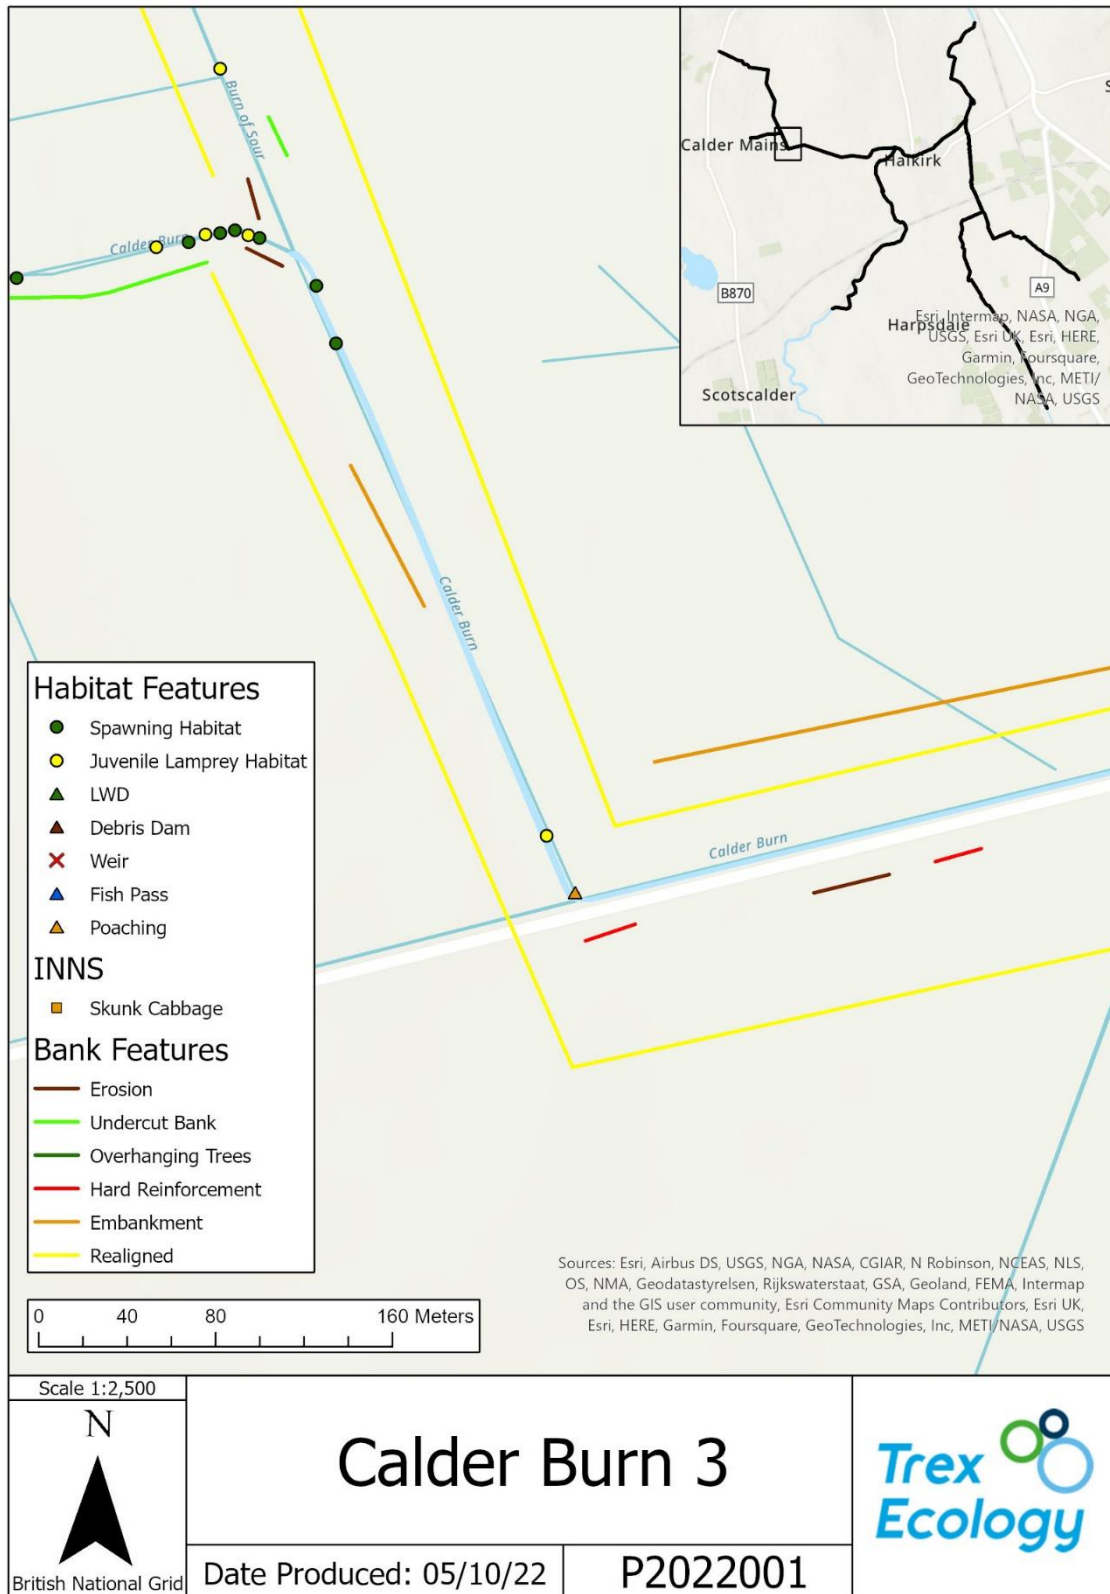 Burn of Sour
Calder Burn
Calder Burn
Calder Burn
Calder Mains
Halkirk
B870
A9
Harpsdale
Scotscalder
S
Esri, Intermap, NASA, NGA,
USGS, Esri UK, Esri, HERE,
Garmin, Foursquare,
GeoTechnologies, Inc, METI/
NASA, USGS
Habitat Features
Spawning Habitat
Juvenile Lamprey Habitat
LWD
Debris Dam
Weir
Fish Pass
Poaching
INNS
Skunk Cabbage
Bank Features
Erosion
Undercut Bank
Overhanging Trees
Hard Reinforcement
Embankment
Realigned
Sources: Esri, Airbus DS, USGS, NGA, NASA, CGIAR, N Robinson, NCEAS, NLS,
OS, NMA, Geodatastyrelsen, Rijkswaterstaat, GSA, Geoland, FEMA, Intermap
and the GIS user community, Esri Community Maps Contributors, Esri UK,
Esri, HERE, Garmin, Foursquare, GeoTechnologies, Inc, METI/NASA, USGS
0 40 80 160 Meters
Scale 1:2,500
N
British National Grid
Calder Burn 3
Date Produced: 05/10/22
P2022001
Trex
Ecology